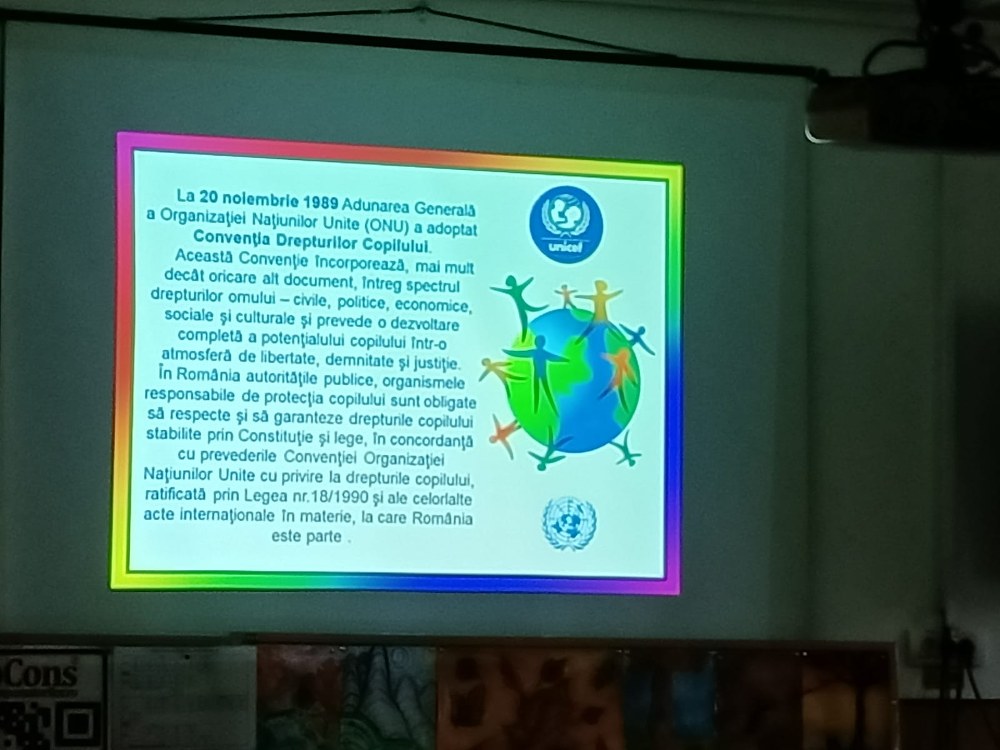 La 20 noiembrie 1989 Adunarea Generală
a Organizaţiei Naţiunilor Unite (ONU) a adoptat
Convenţia Drepturilor Copilului.
Această Convenţie încorporează, mai mult
decât oricare alt document, întreg spectrul
drepturilor omului – civile, politice, economice,
sociale şi culturale şi prevede o dezvoltare
completă a potenţialului copilului într-o
atmosferă de libertate, demnitate şi justiţie.
În România autorităţile publice, organismele
responsabile de protecţia copilului sunt obligate
să respecte şi să garanteze drepturile copilului
stabilite prin Constituţie şi lege, în concordanţă
cu prevederile Convenţiei Organizaţiei
Naţiunilor Unite cu privire la drepturile copilului,
ratificată prin Legea nr.18/1990 şi ale celorlalte
acte internaţionale în materie, la care România
este parte .
unicef
Cons